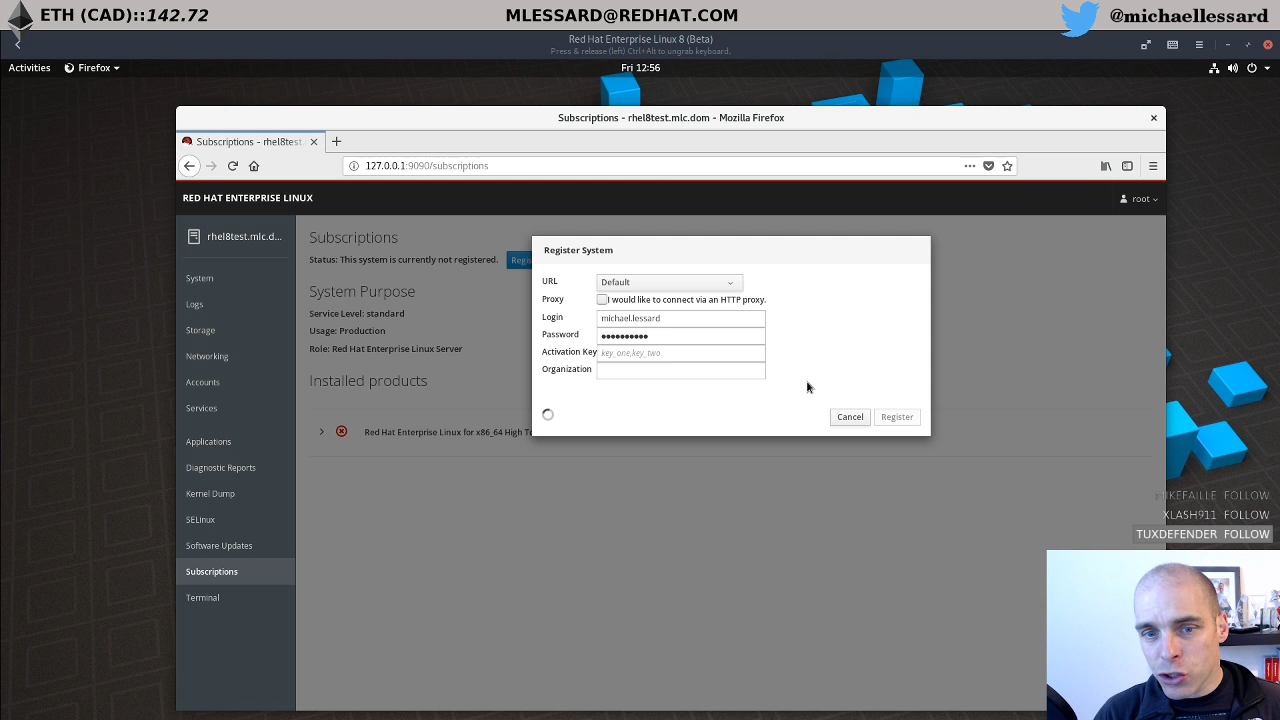 ETH (CAD)::142.72
MLESSARD@REDHAT.COM
@michaellessard
Red Hat Enterprise Linux 8 (Beta)
Press & release (left) Ctrl+Alt to ungrab keyboard.
Activities
Firefox
Fri 12:56
Subscriptions - rhel8test.mlc.dom - Mozilla Firefox
Subscriptions - rhel8test.
127.0.0.1:9090/subscriptions
RED HAT ENTERPRISE LINUX
root
rhel8test.mlc.d...
System
Logs
Storage
Networking
Accounts
Services
Applications
Diagnostic Reports
Kernel Dump
SELinux
Software Updates
Subscriptions
Terminal
Subscriptions
Status: This system is currently not registered.
Regis
System Purpose
Service Level: standard
Usage: Production
Role: Red Hat Enterprise Linux Server
Installed products
Red Hat Enterprise Linux for x86_64 High T
Register System
URL
Default
Proxy
I would like to connect via an HTTP proxy.
Login
michael.lessard
Password
●●●●●●●●●●
Activation Key
key_one,key_two
Organization
Cancel
Register
XLASH911 FOLLOW
TUXDEFENDER FOLLOW